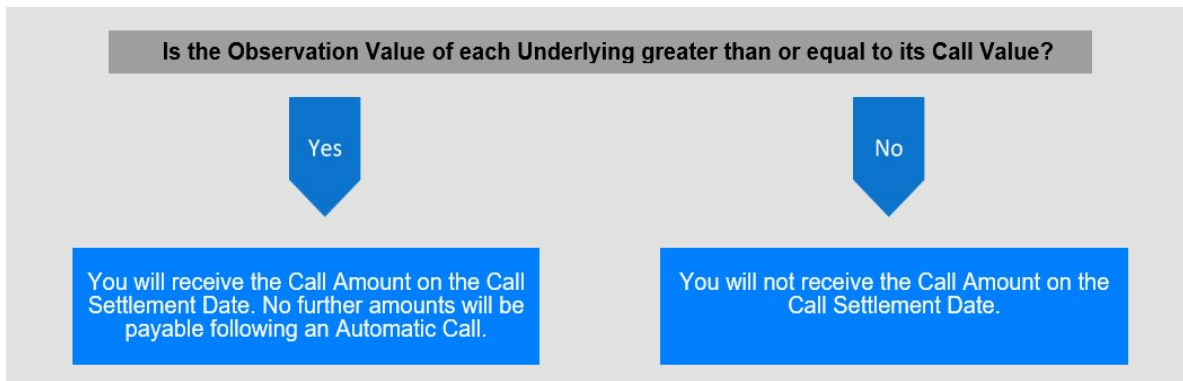 Is the Observation Value of each Underlying greater than or equal to its Call Value?
Yes
No
You will receive the Call Amount on the Call
Settlement Date. No further amounts will be
payable following an Automatic Call.
You will not receive the Call Amount on the
Call Settlement Date.